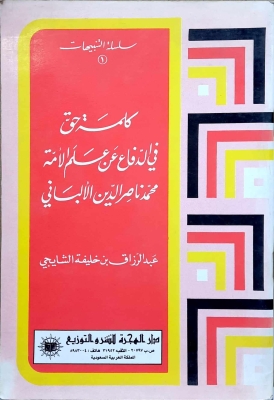 سلسلة التنبيهات
(١)
كلمة حق
في الدفاع عن علم الأمة
محمد ناصر الدين الألباني
عبد الرزاق بن خليفة الشايجي
دار الهجرة للنشر والتوزيع
المملكة العربية السعودية